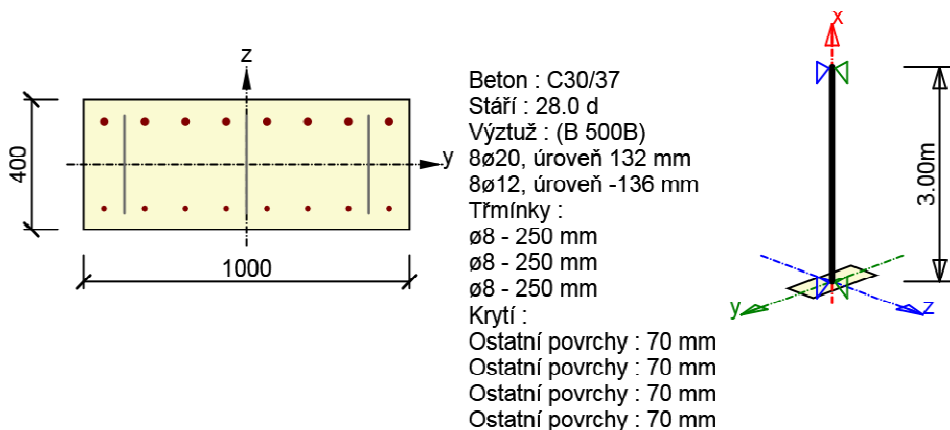 z
y
400
1000
Beton : C30/37
Stáří : 28.0 d
Výztuž : (B 500B)
8ø20, úroveň 132 mm
8ø12, úroveň -136 mm
Třmínky :
ø8 - 250 mm
ø8 - 250 mm
ø8 - 250 mm
Krytí :
Ostatní povrchy : 70 mm
Ostatní povrchy : 70 mm
Ostatní povrchy : 70 mm
Ostatní povrchy : 70 mm
x
3.00m
y
z